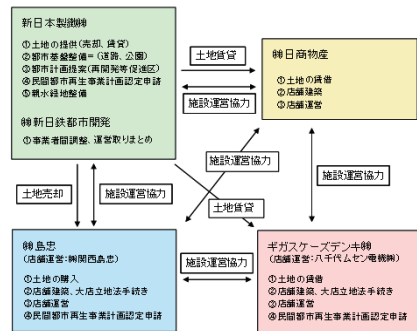 新日本製鐵㈱
①土地の提供(売却、賃貸)
②都市基盤整備=(道路、公園)
③都市計画提案(再開発等促進区)
④民間都市再生事業計画認定申請
⑤親水緑地整備
㈱新日鉄都市開発
①事業者間調整、運営取りまとめ
土地賃貸
施設運営協力
㈱日商物産
①土地の賃借
②店舗建築
③店舗運営
施設運営協力
土地売却
施設運営協力
土地賃貸
施設運営協力
㈱島忠
(店舗運営:㈱関西島忠)
①土地の購入
②店舗建築、大店立地法手続き
③店舗運営
④民間都市再生事業計画認定申請
施設運営協力
ギガスケーズデンキ㈱
(店舗運営:八千代ムセン電機㈱)
①土地の賃借
②店舗建築、大店立地法手続き
③店舗運営
④民間都市再生事業計画認定申請